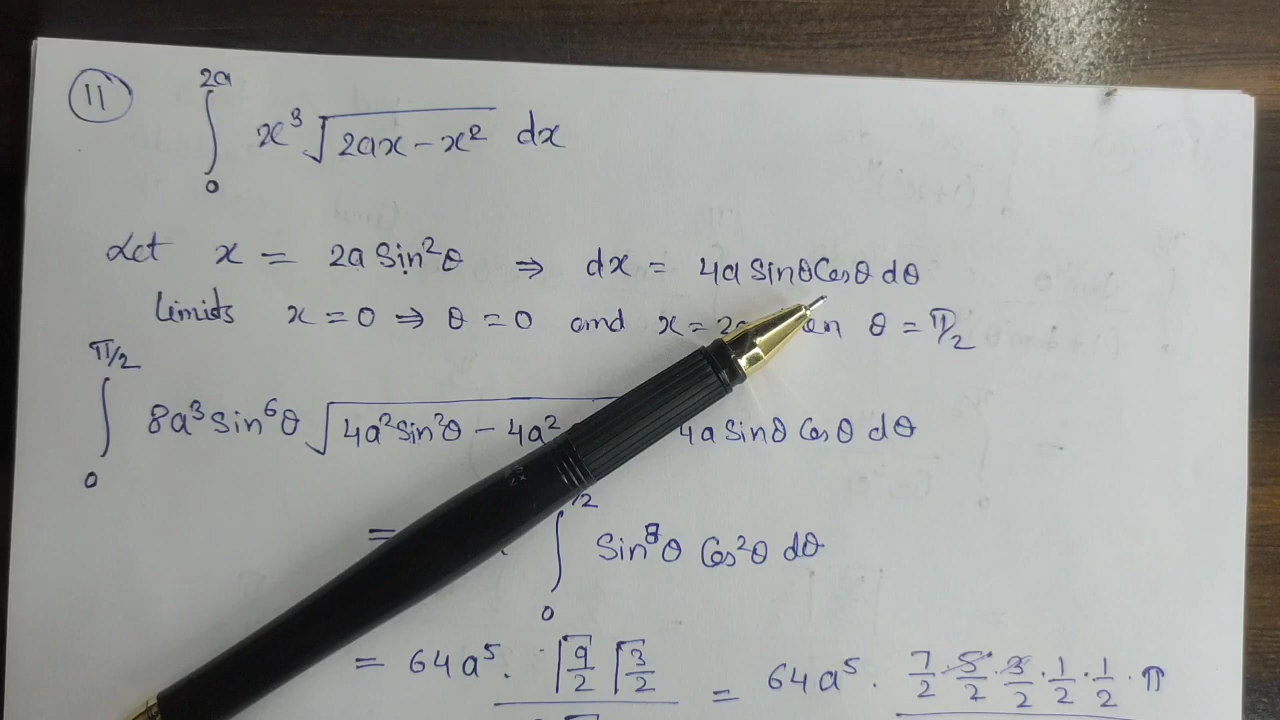 11
∫₀^{2a} x³ √(2ax − x²) dx
Let x = 2a Sin²θ ⇒ dx = 4a Sinθ Cosθ dθ
Limits x = 0 ⇒ θ = 0 and x = 2a θ = π/2
∫₀^{π/2} 8a³ Sin⁶θ √(4a² Sin²θ − 4a² 4a Sinθ Cosθ dθ
= ∫₀ Sin⁸θ Cos²θ dθ
= 64a⁵ · Γ(9/2) Γ(3/2) = 64a⁵ · 7/2 · 5/2 · 3/2 · 1/2 · 1/2 · π